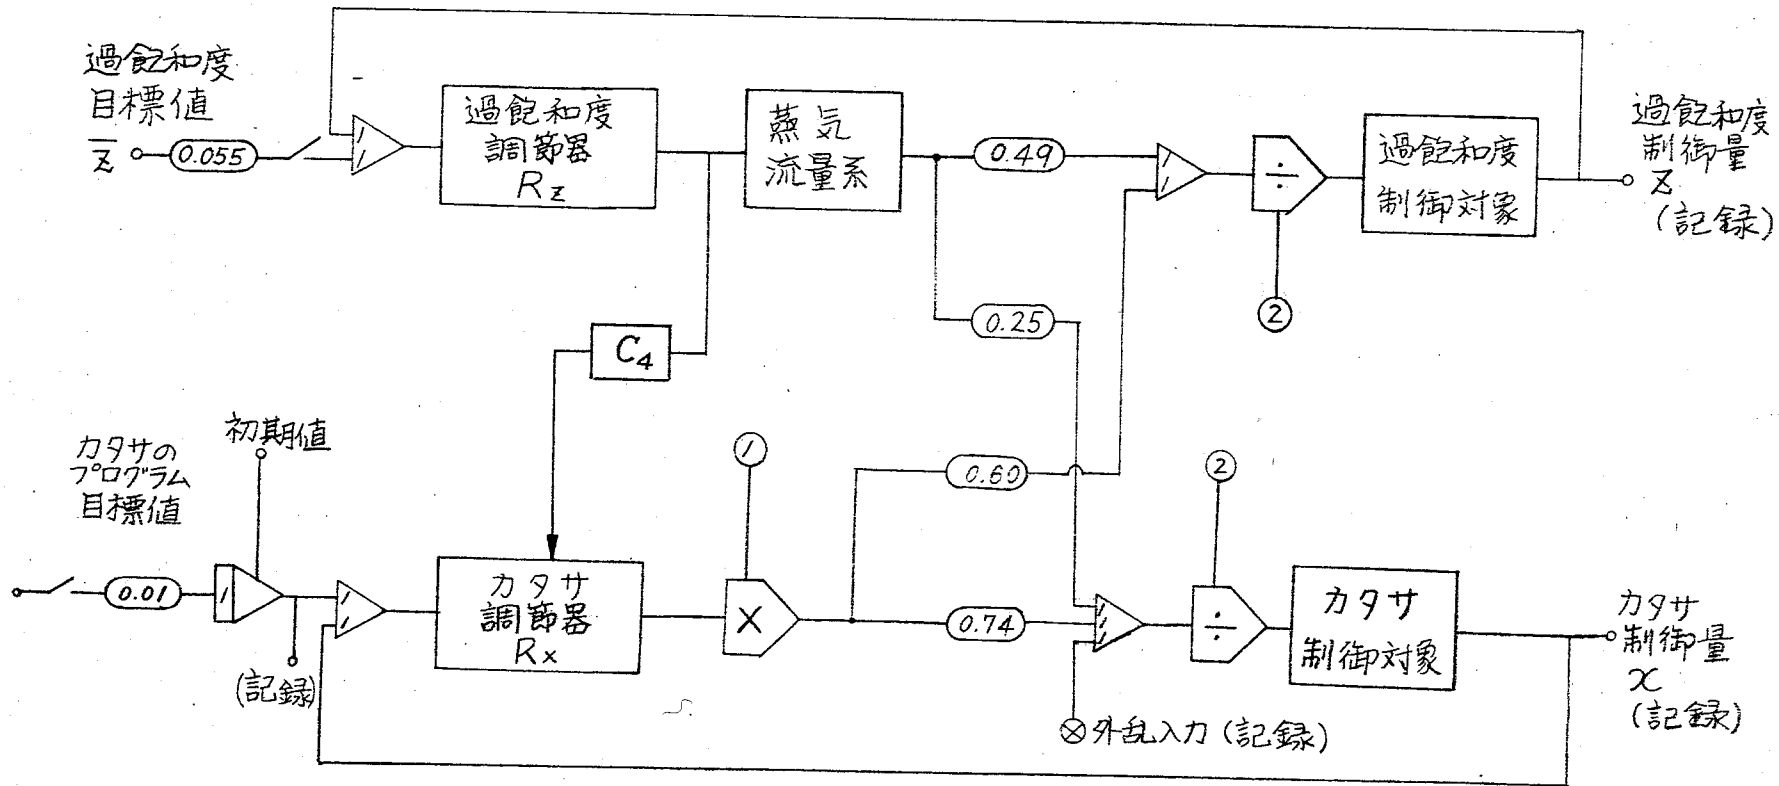 過飽和度
目標値
z̅
0.055
過飽和度
調節器
Rz
蒸気
流量系
0.49
÷
②
過飽和度
制御対象
過飽和度
制御量
z
(記録)
0.25
C4
カタサの
プログラム
目標値
初期値
0.01
(記録)
カタサ
調節器
Rx
①
×
0.60
0.74
外乱入力(記録)
②
÷
カタサ
制御対象
カタサ
制御量
x
(記録)